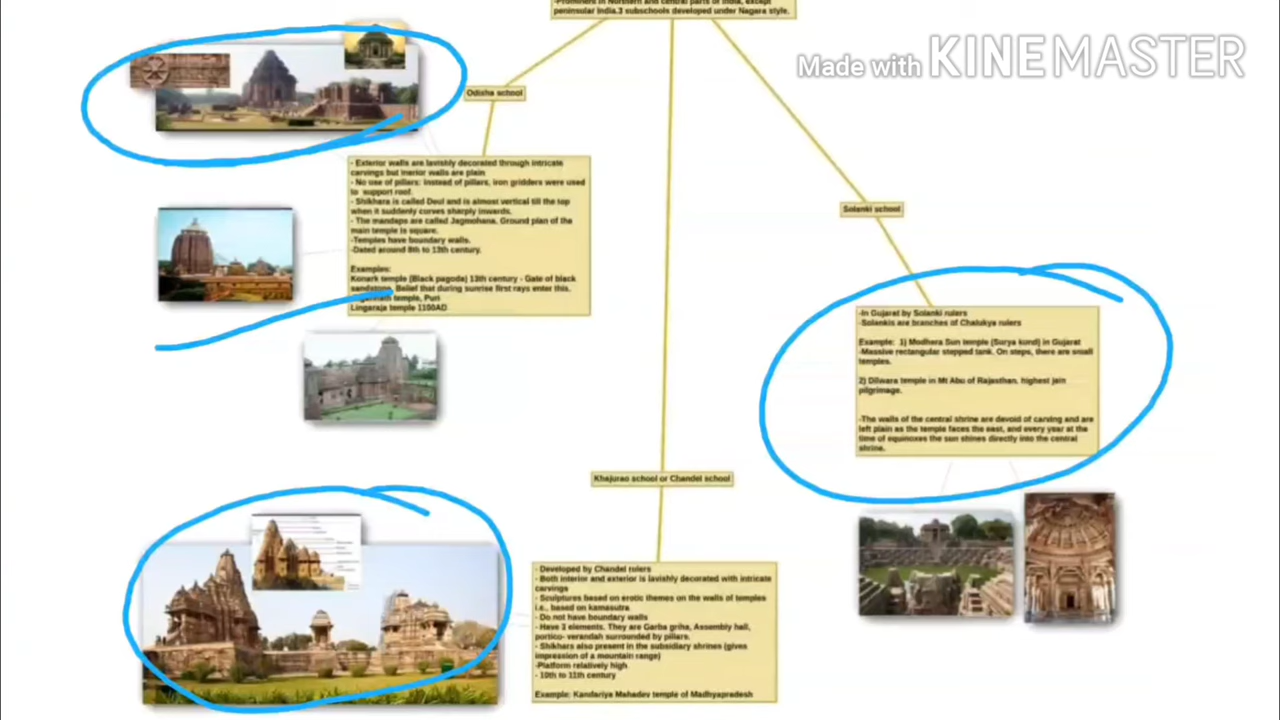 -Prominent in Northern and central parts of India, except
peninsular India.3 subschools developed under Nagara style.
Made with KINEMASTER
Odisha school
- Exterior walls are lavishly decorated through intricate
carvings but inerior walls are plain
- No use of pillars. Instead of pillars, iron gridders were used
to support roof.
- Shikhara is called Deul and is almost vertical till the top
when it suddenly corves sharply inwards.
- The mandaps are called Jagmohana. Ground plan of the
main temple is square.
-Temples have boundary walls.
-Dated around 8th to 13th century.
Examples:
Konark temple (Black pagoda) 13th century - Gate of black
sandstone. Belief that during sunrise first rays enter this.
temple, Puri
Lingaraja temple 1100AD
Solanki school
-In Gujarat by Solanki rulers
-Solankis are branches of Chalukya rulers
Example: 1) Modhera Sun temple (Surya kund) in Gujarat
-Massive rectangular stepped tank. On steps, there are small
temples.
2) Dilwara temple in Mt Abu of Rajasthan. highest jain
pilgrimage.
-The walls of the central shrine are devoid of carving and are
left plain as the temple faces the east, and every year at the
time of equinoxes the sun shines directly into the central
shrine.
Khajurao school or Chandel school
- Developed by Chandel rulers
- Both interior and exterior is lavishly decorated with intricate
carvings
- Sculptures based on erotic themes on the walls of temples
i.e., based on kamasutra
- Do not have boundary walls
- Have 3 elements. They are Garba griha, Assembly hall,
portico- verandah surrounded by pillars.
- Shikhars also present in the subsidiary shrines (gives
impression of a mountain range)
-Platform relatively high
- 10th to 11th century
Example: Kandariya Mahadev temple of Madhyapradesh